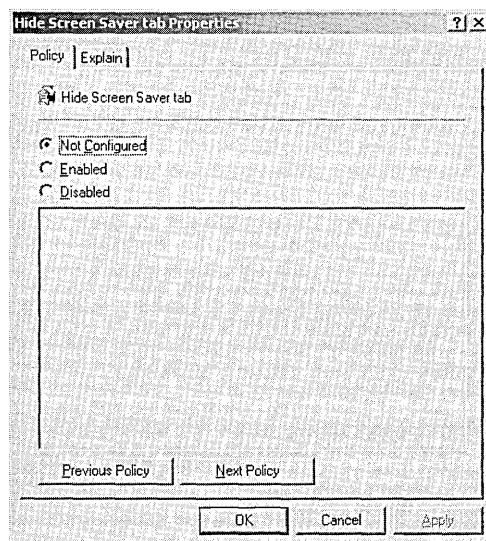 Hide Screen Saver tab Properties ? ×
Policy Explain
Hide Screen Saver tab
Not Configured
Enabled
Disabled
Previous Policy Next Policy
OK Cancel Apply